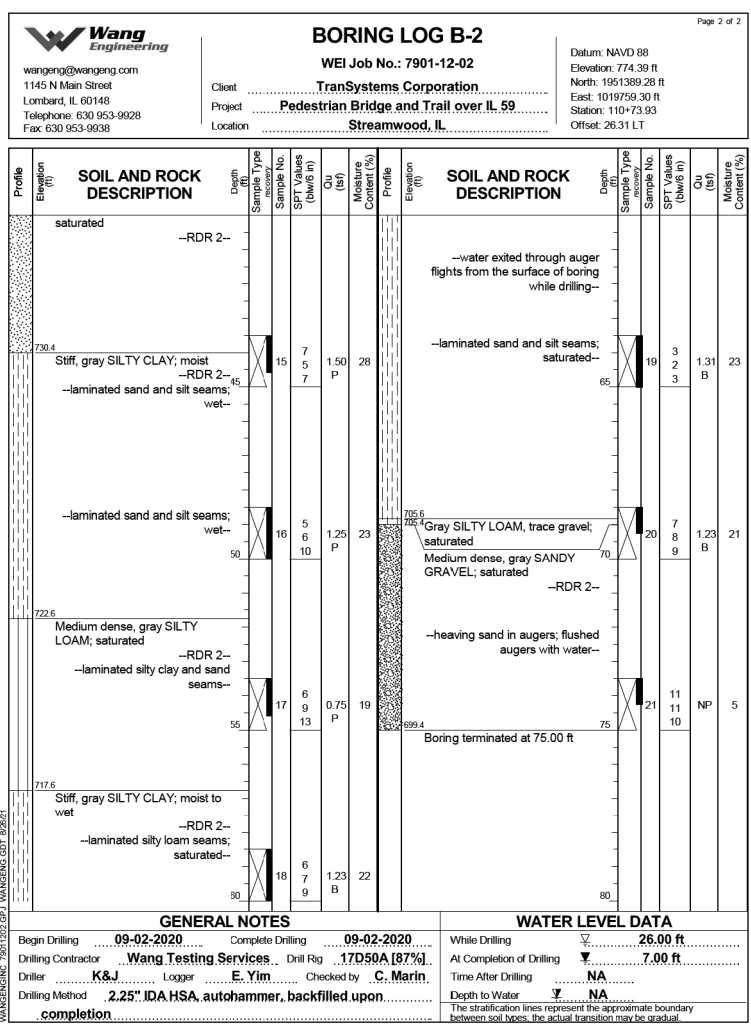 Page 2 of 2
Wang
Engineering
wangeng@wangeng.com
1145 N Main Street
Lombard, IL 60148
Telephone: 630 953-9928
Fax: 630 953-9938
BORING LOG B-2
WEI Job No.: 7901-12-02
Client TranSystems Corporation
Project Pedestrian Bridge and Trail over IL 59
Location Streamwood, IL
Datum: NAVD 88
Elevation: 774.39 ft
North: 1951389.28 ft
East: 1019759.30 ft
Station: 110+73.93
Offset: 26.31 LT
Profile
Elevation (ft)
SOIL AND ROCK DESCRIPTION
Depth (ft)
Sample Type
recovery
Sample No.
SPT Values (blw/6 in)
Qu (tsf)
Moisture Content (%)
saturated
--RDR 2--
730.4
Stiff, gray SILTY CLAY; moist
--RDR 2--
45
--laminated sand and silt seams;
wet--
15
7
5
7
1.50
P
28
--laminated sand and silt seams;
wet--
50
16
5
6
10
1.25
P
23
722.6
Medium dense, gray SILTY
LOAM; saturated
--RDR 2--
--laminated silty clay and sand
seams--
55
17
6
9
13
0.75
P
19
717.6
Stiff, gray SILTY CLAY; moist to
wet
--RDR 2--
--laminated silty loam seams;
saturated--
60
18
6
7
9
1.23
B
22
Profile
Elevation (ft)
SOIL AND ROCK DESCRIPTION
Depth (ft)
Sample Type
recovery
Sample No.
SPT Values (blw/6 in)
Qu (tsf)
Moisture Content (%)
--water exited through auger
flights from the surface of boring
while drilling--
--laminated sand and silt seams;
saturated--
65
19
3
2
3
1.31
B
23
705.6
705.4
Gray SILTY LOAM, trace gravel;
saturated
70
20
7
8
9
1.23
B
21
Medium dense, gray SANDY
GRAVEL; saturated
--RDR 2--
--heaving sand in augers; flushed
augers with water--
21
11
11
10
NP
5
699.4
75
Boring terminated at 75.00 ft
80
WANGENGINC 79011202.GPJ WANGENG.GDT 8/26/21
GENERAL NOTES
Begin Drilling 09-02-2020 Complete Drilling 09-02-2020
Drilling Contractor Wang Testing Services Drill Rig 17D50A [87%]
Driller K&J Logger E. Yim Checked by C. Marin
Drilling Method 2.25" IDA HSA, autohammer, backfilled upon
completion
WATER LEVEL DATA
While Drilling 26.00 ft
At Completion of Drilling 7.00 ft
Time After Drilling NA
Depth to Water NA
The stratification lines represent the approximate boundary
between soil types; the actual transition may be gradual.